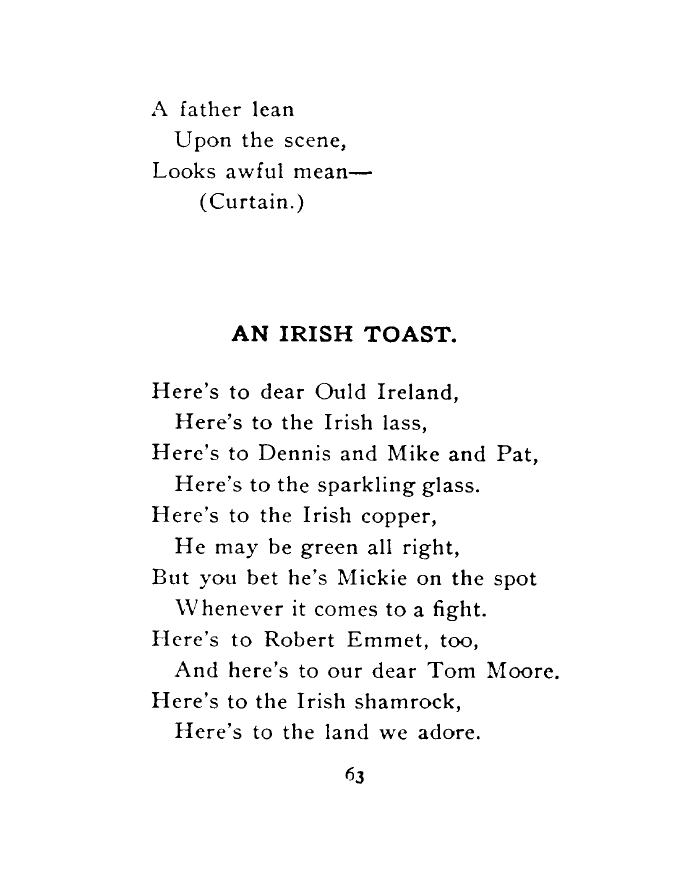 A father lean
Upon the scene,
Looks awful mean—
(Curtain.)
AN IRISH TOAST.
Here's to dear Ould Ireland,
Here's to the Irish lass,
Here's to Dennis and Mike and Pat,
Here's to the sparkling glass.
Here's to the Irish copper,
He may be green all right,
But you bet he's Mickie on the spot
Whenever it comes to a fight.
Here's to Robert Emmet, too,
And here's to our dear Tom Moore.
Here's to the Irish shamrock,
Here's to the land we adore.
63